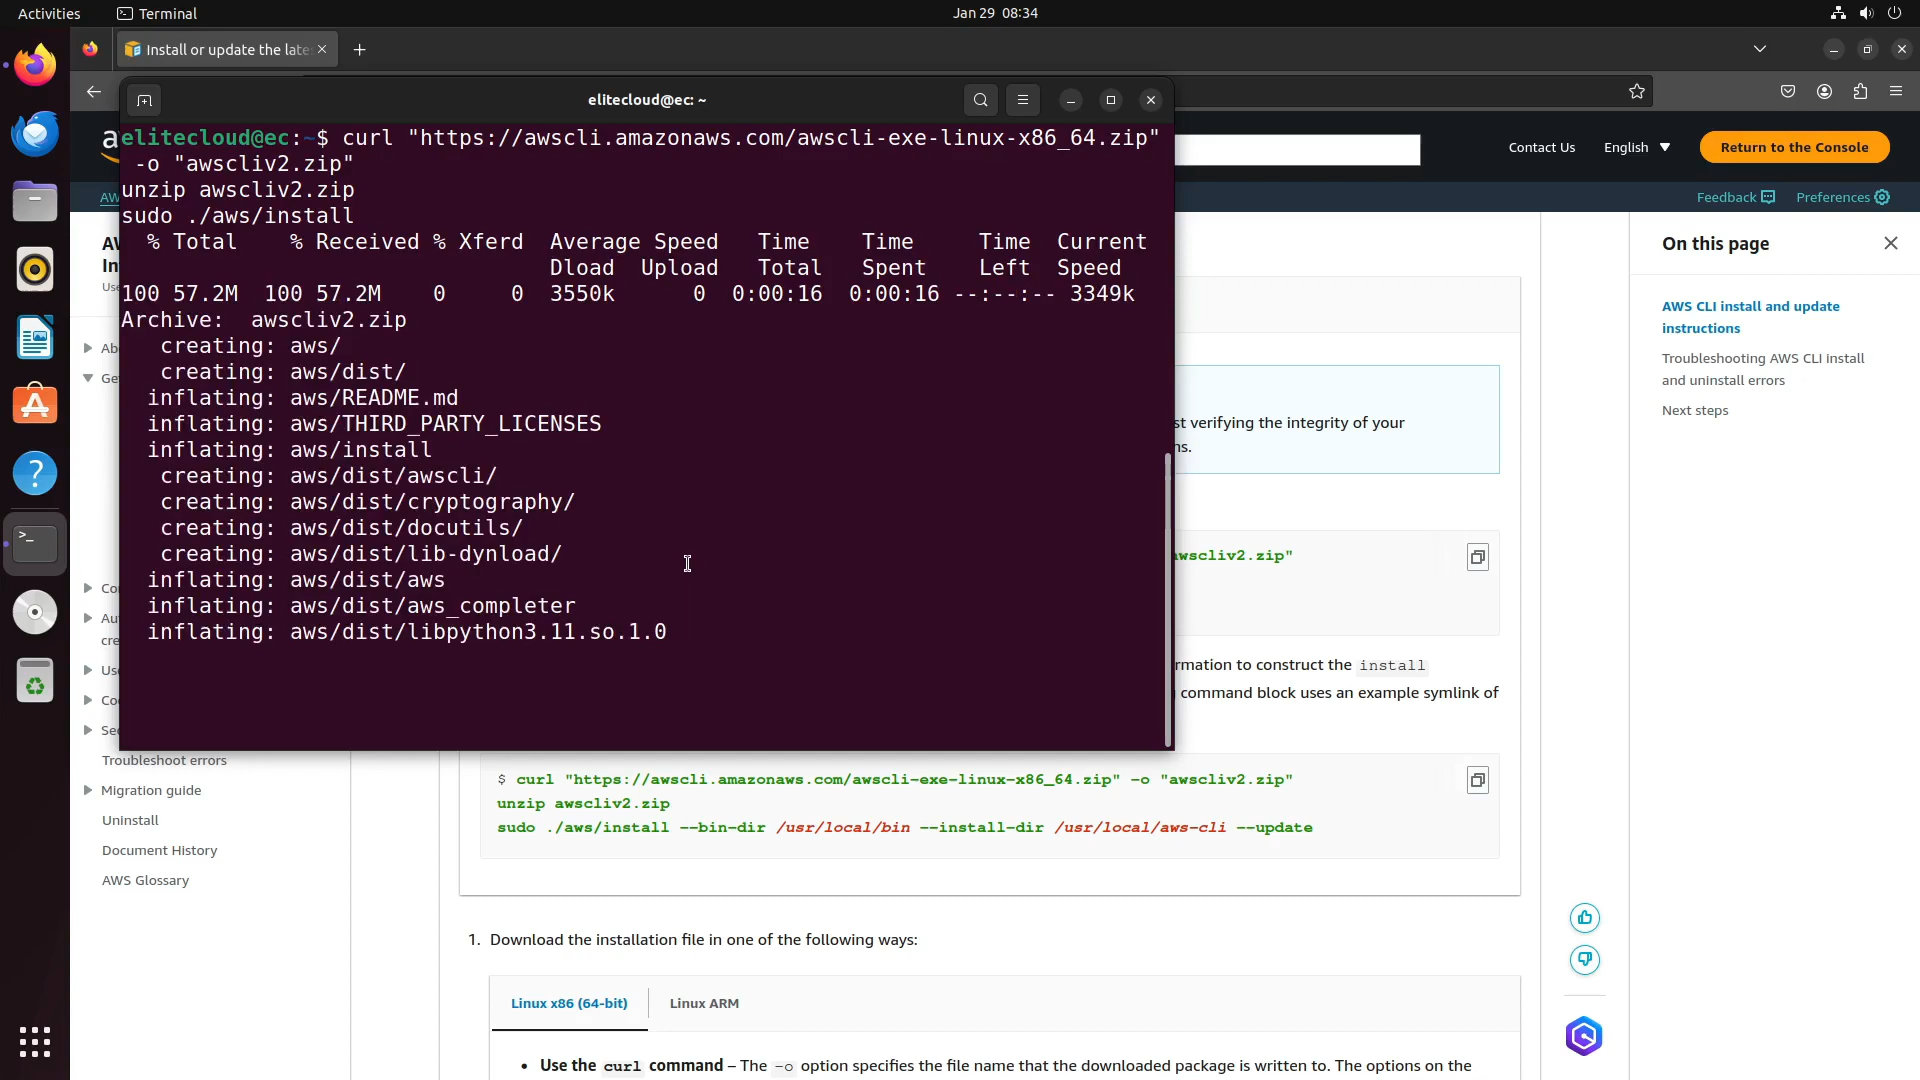 Activities
Terminal
Jan 29 08:34
Install or update the late
elitecloud@ec: ~
elitecloud@ec:~$ curl "https://awscli.amazonaws.com/awscli-exe-linux-x86_64.zip"
-o "awscliv2.zip"
unzip awscliv2.zip
sudo ./aws/install
% Total % Received % Xferd Average Speed Time Time Time Current
Dload Upload Total Spent Left Speed
100 57.2M 100 57.2M 0 0 3550k 0 0:00:16 0:00:16 --:--:-- 3349k
Archive: awscliv2.zip
creating: aws/
creating: aws/dist/
inflating: aws/README.md
inflating: aws/THIRD_PARTY_LICENSES
inflating: aws/install
creating: aws/dist/awscli/
creating: aws/dist/cryptography/
creating: aws/dist/docutils/
creating: aws/dist/lib-dynload/
inflating: aws/dist/aws
inflating: aws/dist/aws_completer
inflating: aws/dist/libpython3.11.so.1.0
Contact Us
English
Return to the Console
Feedback
Preferences
On this page
AWS CLI install and update
instructions
Troubleshooting AWS CLI install
and uninstall errors
Next steps
st verifying the integrity of your
ns.
awscliv2.zip"
rmation to construct the install
command block uses an example symlink of
Troubleshoot errors
Migration guide
Uninstall
Document History
AWS Glossary
$ curl "https://awscli.amazonaws.com/awscli-exe-linux-x86_64.zip" -o "awscliv2.zip"
unzip awscliv2.zip
sudo ./aws/install --bin-dir /usr/local/bin --install-dir /usr/local/aws-cli --update
1. Download the installation file in one of the following ways:
Linux x86 (64-bit)
Linux ARM
• Use the curl command – The -o option specifies the file name that the downloaded package is written to. The options on the